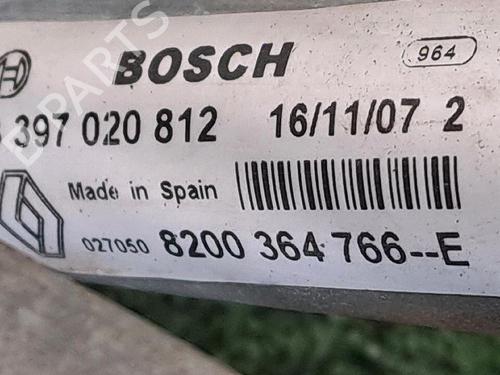 BOSCH 964
397 020 812 16/11/07 2
Made in Spain
027050 8200 364 766--E